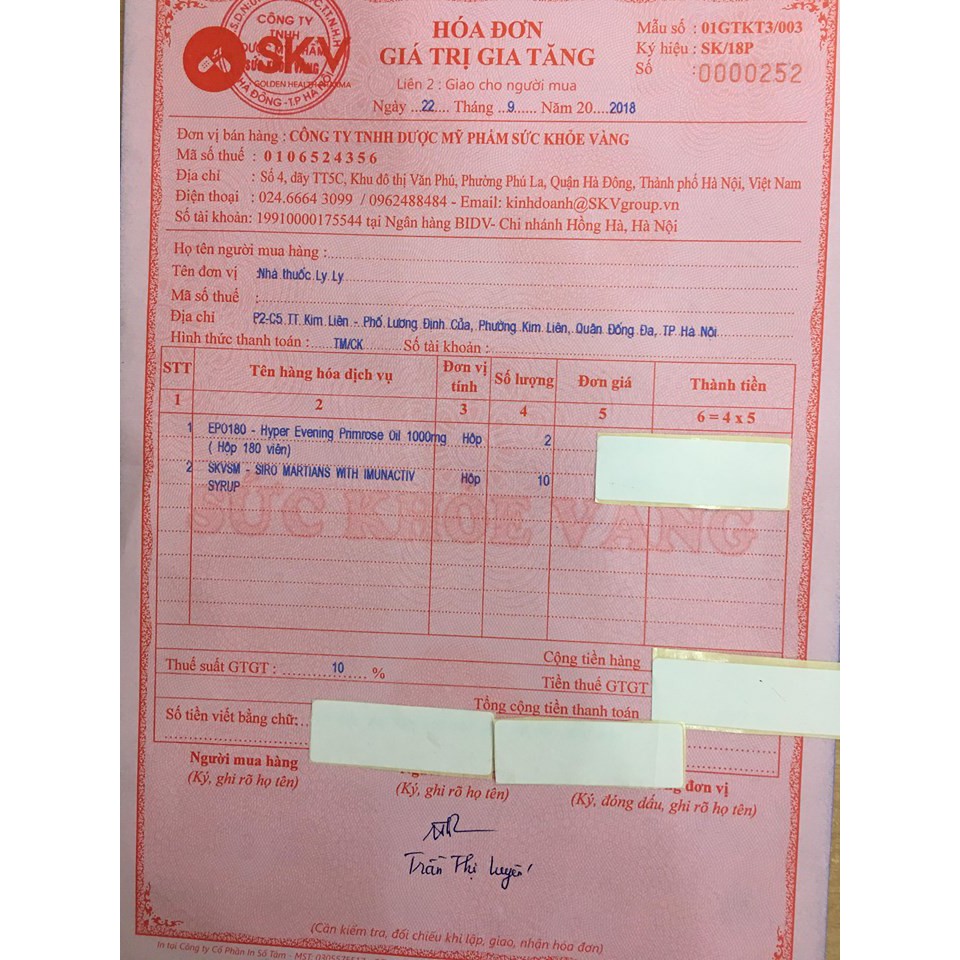 CÔNG TY
TNHH
SKV
SỨC KHỎE VÀNG
HÀ ĐÔNG - T.P HÀ NỘI
HÓA ĐƠN
GIÁ TRỊ GIA TĂNG
Liên 2 : Giao cho người mua
Ngày ...22.... Tháng ..9...... Năm 20....2018
Mẫu số : 01GTKT3/003
Ký hiệu : SK/18P
Số : 0000252
Đơn vị bán hàng : CÔNG TY TNHH DƯỢC MỸ PHẨM SỨC KHỎE VÀNG
Mã số thuế : 0106524356
Địa chỉ : Số 4, dãy TT5C, Khu đô thị Văn Phú, Phường Phú La, Quận Hà Đông, Thành phố Hà Nội, Việt Nam
Điện thoại : 024.6664 3099 / 0962488484 - Email: kinhdoanh@SKVgroup.vn
Số tài khoản: 19910000175544 tại Ngân hàng BIDV- Chi nhánh Hồng Hà, Hà Nội
Họ tên người mua hàng :
Tên đơn vị : Nhà thuốc Ly Ly
Mã số thuế :
Địa chỉ P2-C5 TT Kim Liên - Phố Lương Định Của, Phường Kim Liên, Quận Đống Đa, TP Hà Nội
Hình thức thanh toán : TM/CK Số tài khoản :
STT Tên hàng hóa dịch vụ Đơn vị tính Số lượng Đơn giá Thành tiền
1 2 3 4 5 6 = 4 x 5
1 EPO180 - Hyper Evening Primrose Oil 1000mg Hôp 2
( Hộp 180 viên)
2 SKVSM - SIRO MARTIANS WITH IMUNACTIV Hôp 10
SYRUP
SỨC KHỎE VÀNG
Cộng tiền hàng
Thuế suất GTGT : 10 % Tiền thuế GTGT
Tổng cộng tiền thanh toán
Số tiền viết bằng chữ:
Người mua hàng
(Ký, ghi rõ họ tên)
(Ký, ghi rõ họ tên)
đơn vị
(Ký, đóng dấu, ghi rõ họ tên)
Trần Thị Luyến
(Cần kiểm tra, đối chiếu khi lập, giao, nhận hóa đơn)
In tại Công ty Cổ Phần In Số Tám - MST: